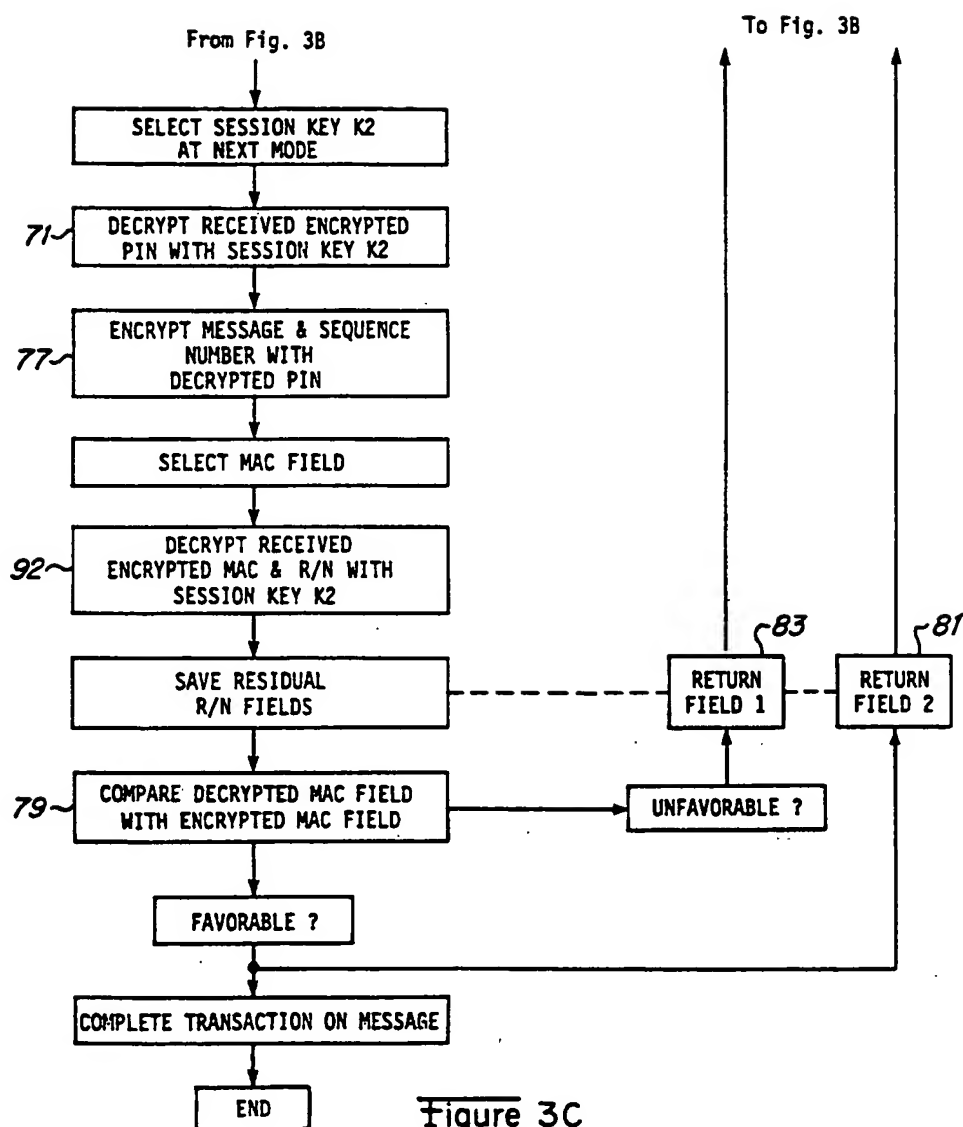 From Fig. 3B
To Fig. 3B
SELECT SESSION KEY K2
AT NEXT MODE
71
DECRYPT RECEIVED ENCRYPTED
PIN WITH SESSION KEY K2
77
ENCRYPT MESSAGE & SEQUENCE
NUMBER WITH
DECRYPTED PIN
SELECT MAC FIELD
92
DECRYPT RECEIVED
ENCRYPTED MAC & R/N WITH
SESSION KEY K2
SAVE RESIDUAL
R/N FIELDS
83
RETURN
FIELD 1
81
RETURN
FIELD 2
79
COMPARE DECRYPTED MAC FIELD
WITH ENCRYPTED MAC FIELD
UNFAVORABLE ?
FAVORABLE ?
COMPLETE TRANSACTION ON MESSAGE
END
Figure 3C